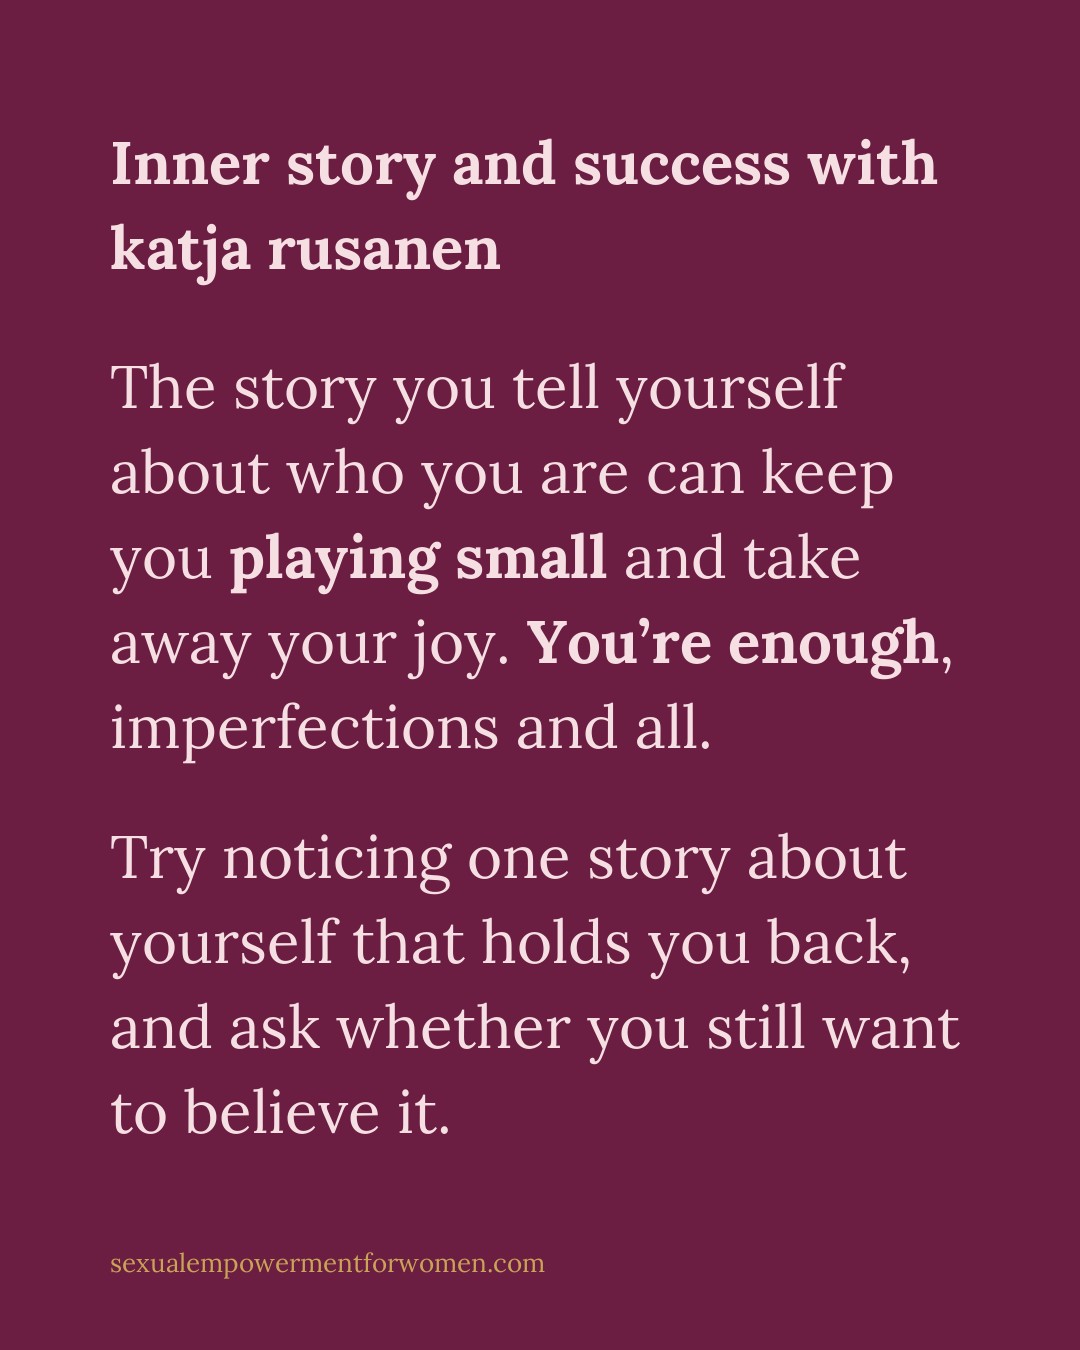 Inner story and success with
katja rusanen
The story you tell yourself
about who you are can keep
you playing small and take
away your joy. You’re enough,
imperfections and all.
Try noticing one story about
yourself that holds you back,
and ask whether you still want
to believe it.
sexualempowermentforwomen.com